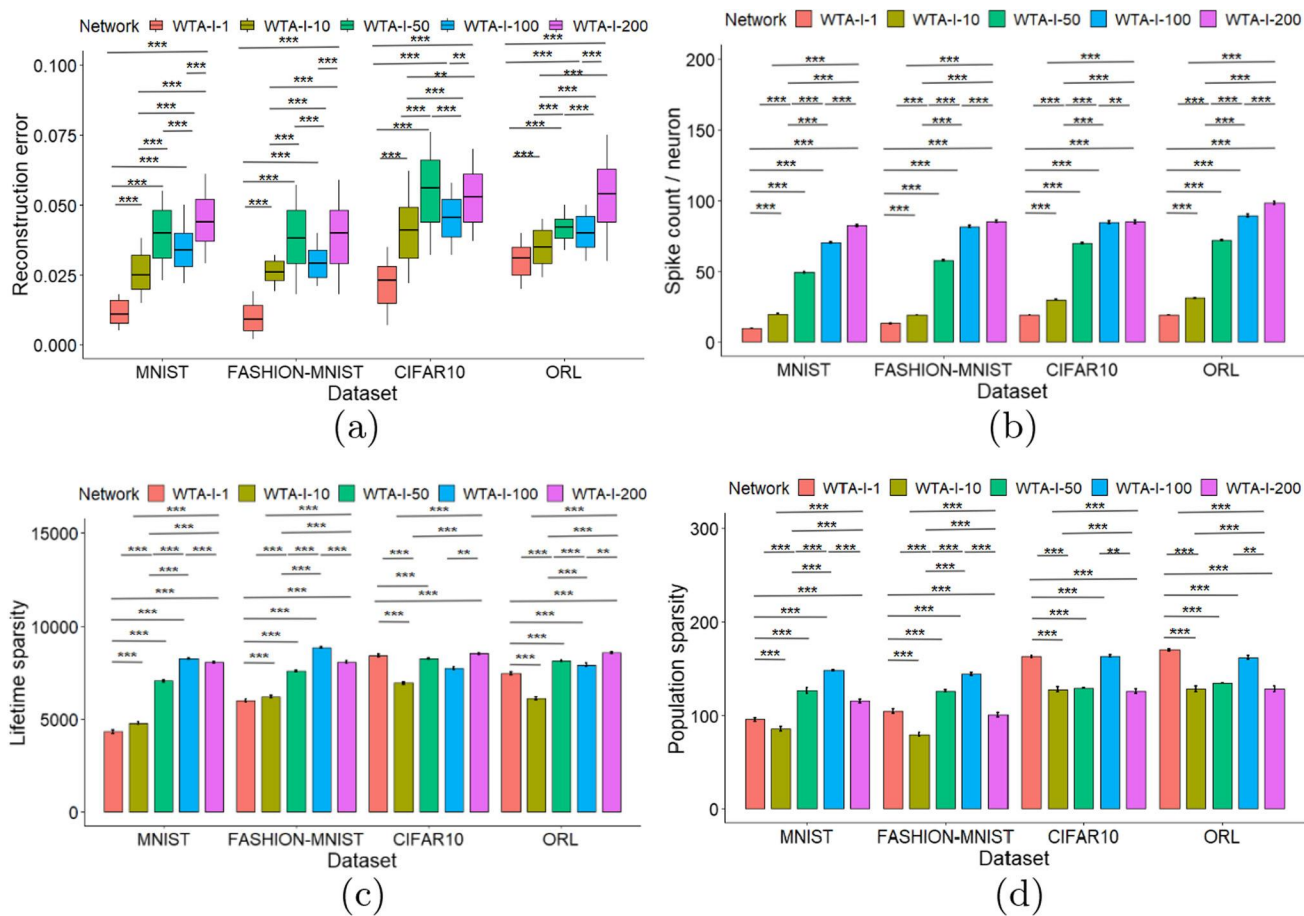 Network WTA-I-1 WTA-I-10 WTA-I-50 WTA-I-100 WTA-I-200
*** *** *** ***
*** *** *** **
*** *** *** ***
*** *** ** ***
*** *** *** ***
*** *** *** *** *** ***
*** *** *** ***
*** *** ***
*** *** *** ***
*** ***
0.100
0.075
0.050
0.025
0.000
Reconstruction error
MNIST FASHION-MNIST CIFAR10 ORL
Dataset
(a)
Network WTA-I-1 WTA-I-10 WTA-I-50 WTA-I-100 WTA-I-200
*** *** *** ***
*** *** *** ***
*** *** *** *** *** *** *** *** ** *** *** ***
*** *** *** ***
*** *** *** ***
*** *** *** ***
*** *** *** ***
*** *** *** ***
200
150
100
50
0
Spike count / neuron
MNIST FASHION-MNIST CIFAR10 ORL
Dataset
(b)
Network WTA-I-1 WTA-I-10 WTA-I-50 WTA-I-100 WTA-I-200
*** *** *** ***
*** *** *** ***
*** *** *** *** *** *** *** ** *** *** **
*** *** *** ***
*** *** *** ***
*** *** ***
*** *** *** ***
*** *** ***
15000
10000
5000
0
Lifetime sparsity
MNIST FASHION-MNIST CIFAR10 ORL
Dataset
(c)
Network WTA-I-1 WTA-I-10 WTA-I-50 WTA-I-100 WTA-I-200
*** *** *** ***
*** *** *** ***
*** *** *** *** *** *** *** ** *** **
*** ***
*** *** *** ***
*** *** *** ***
*** *** *** ***
*** *** *** ***
300
200
100
0
Population sparsity
MNIST FASHION-MNIST CIFAR10 ORL
Dataset
(d)